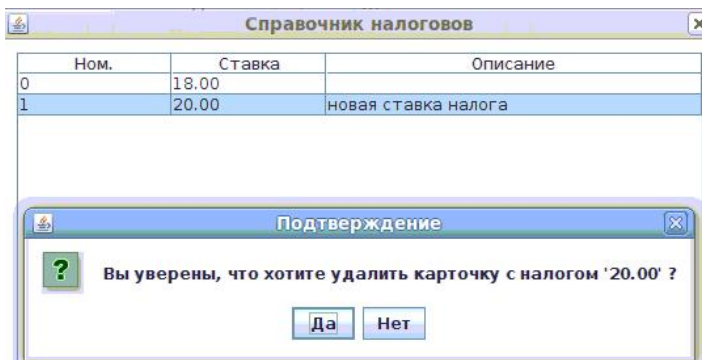 Справочник налоговов
Ном. Ставка Описание
0 18.00
1 20.00 новая ставка налога
Подтверждение
Вы уверены, что хотите удалить карточку с налогом '20.00' ?
Да Нет